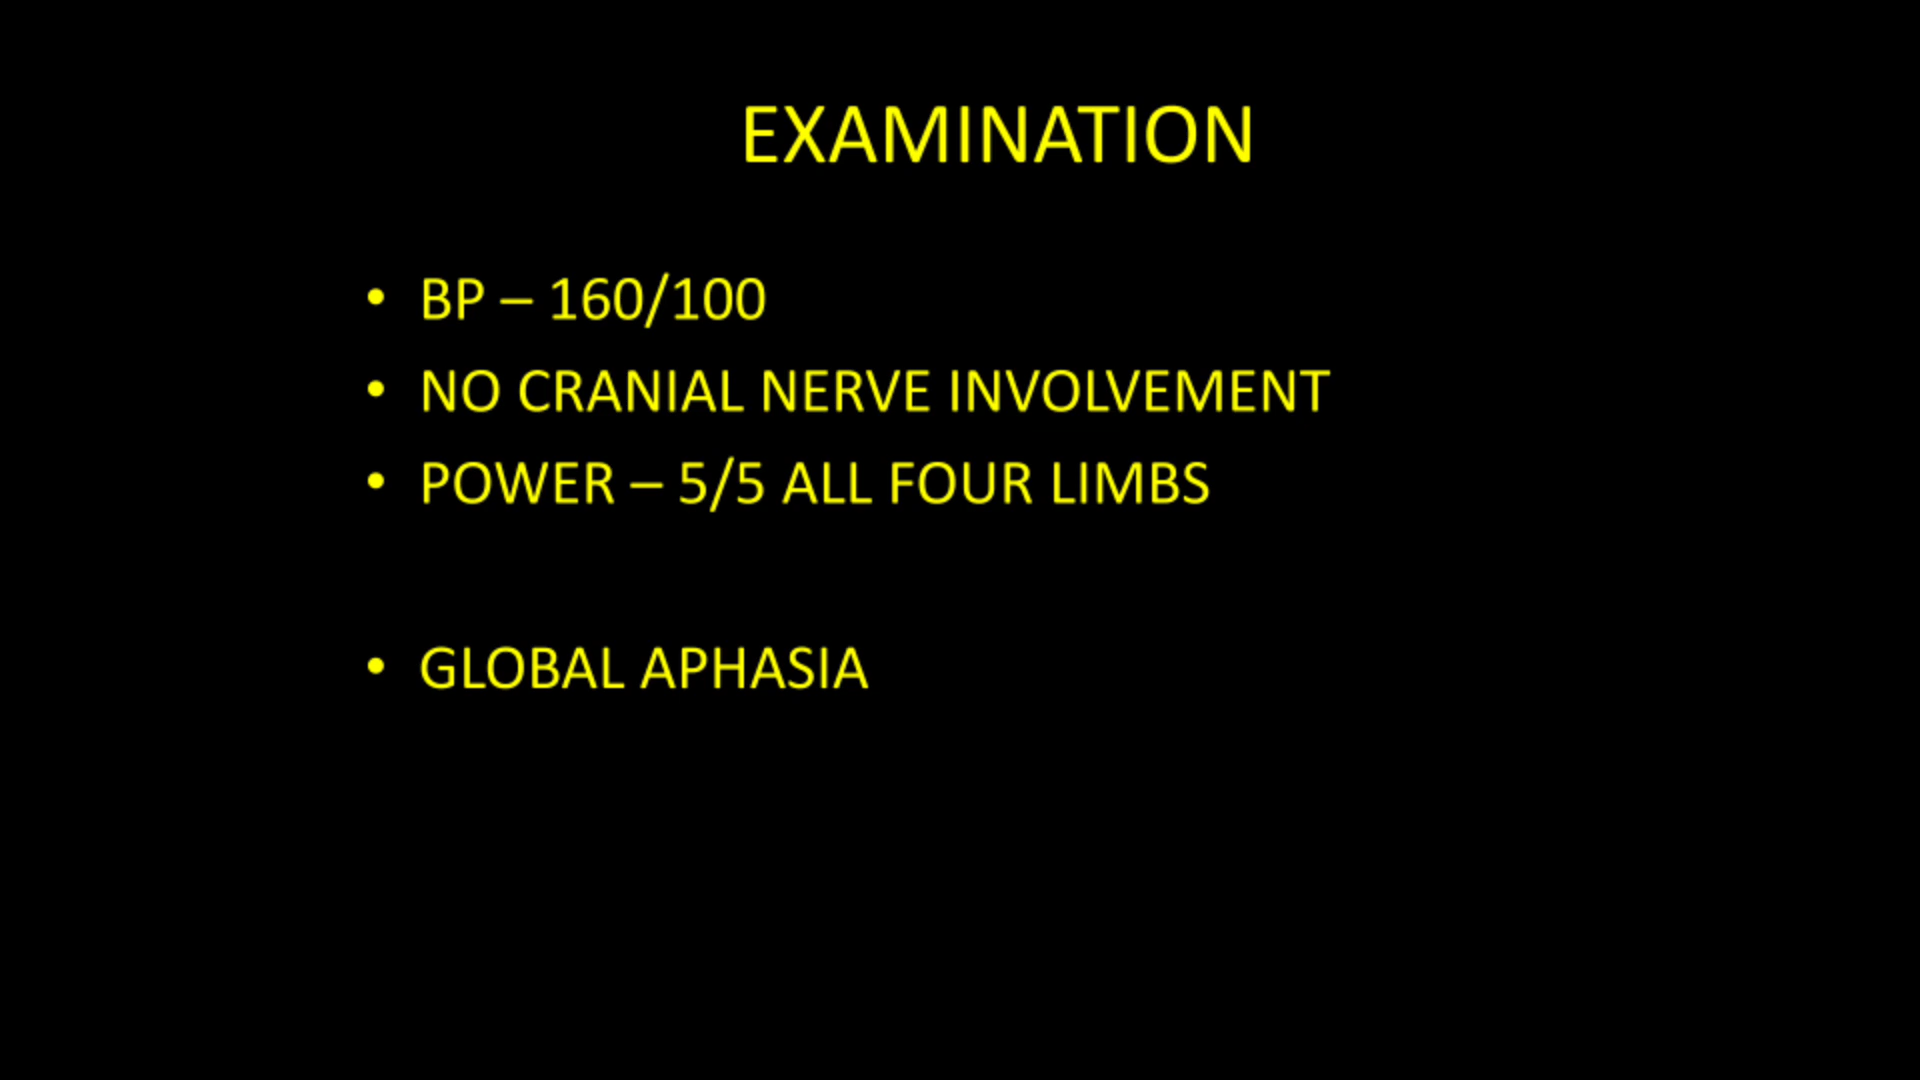 EXAMINATION
• BP – 160/100
• NO CRANIAL NERVE INVOLVEMENT
• POWER – 5/5 ALL FOUR LIMBS
• GLOBAL APHASIA